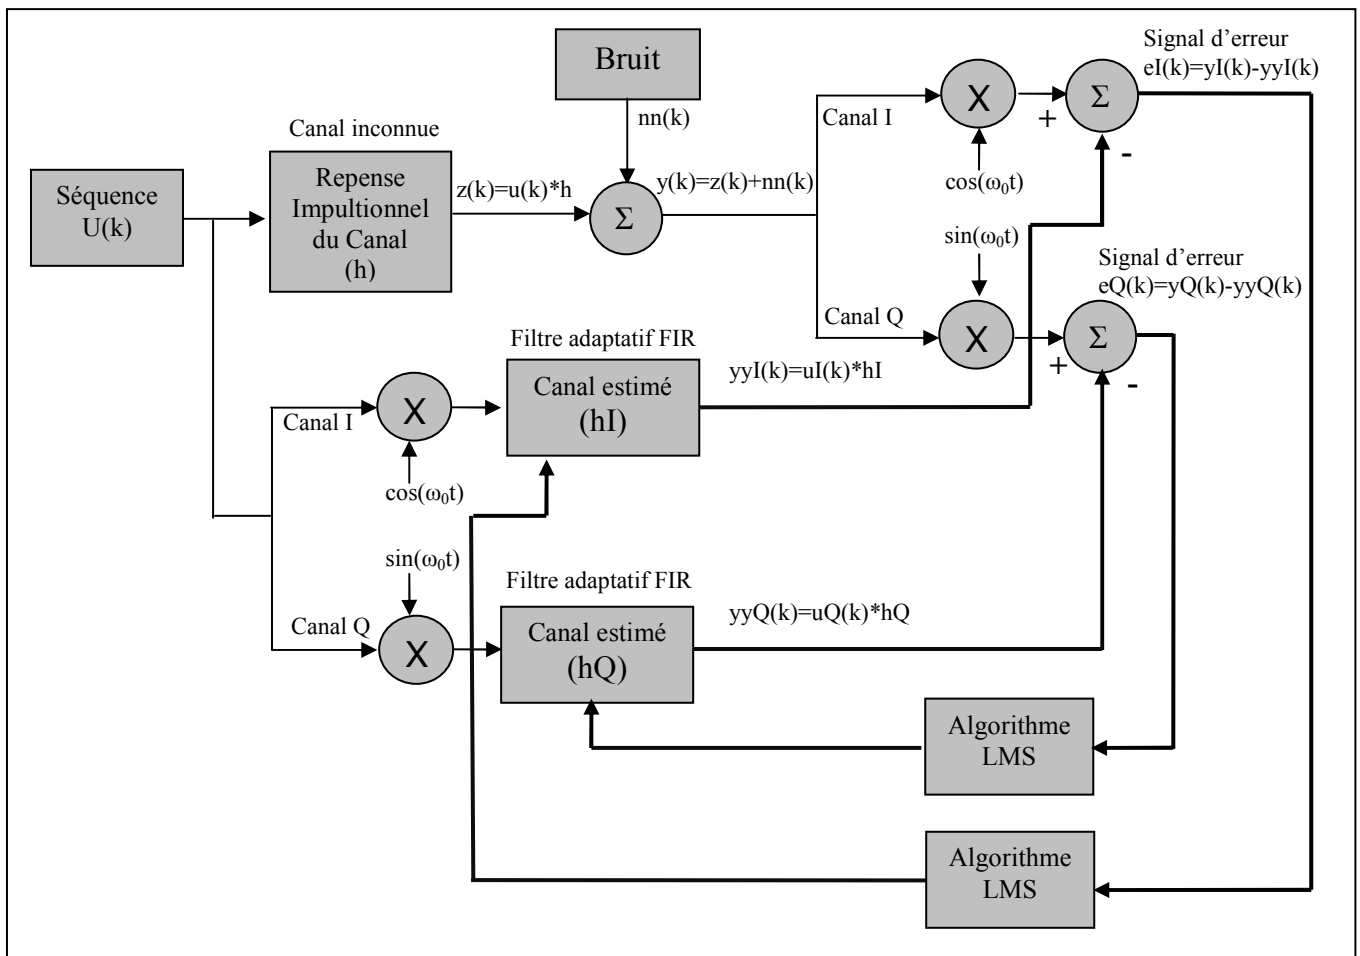 Bruit
nn(k)
Signal d’erreur
eI(k)=yI(k)-yyI(k)
Canal I
X
Σ
+
-
cos(ω₀t)
Canal inconnue
Séquence
U(k)
Repense
Impultionnel
du Canal
(h)
z(k)=u(k)*h
Σ
y(k)=z(k)+nn(k)
sin(ω₀t)
Signal d’erreur
eQ(k)=yQ(k)-yyQ(k)
Canal Q
X
Σ
+
-
Filtre adaptatif FIR
Canal I
X
cos(ω₀t)
Canal estimé
(hI)
yyI(k)=uI(k)*hI
sin(ω₀t)
Filtre adaptatif FIR
Canal Q
X
Canal estimé
(hQ)
yyQ(k)=uQ(k)*hQ
Algorithme
LMS
Algorithme
LMS